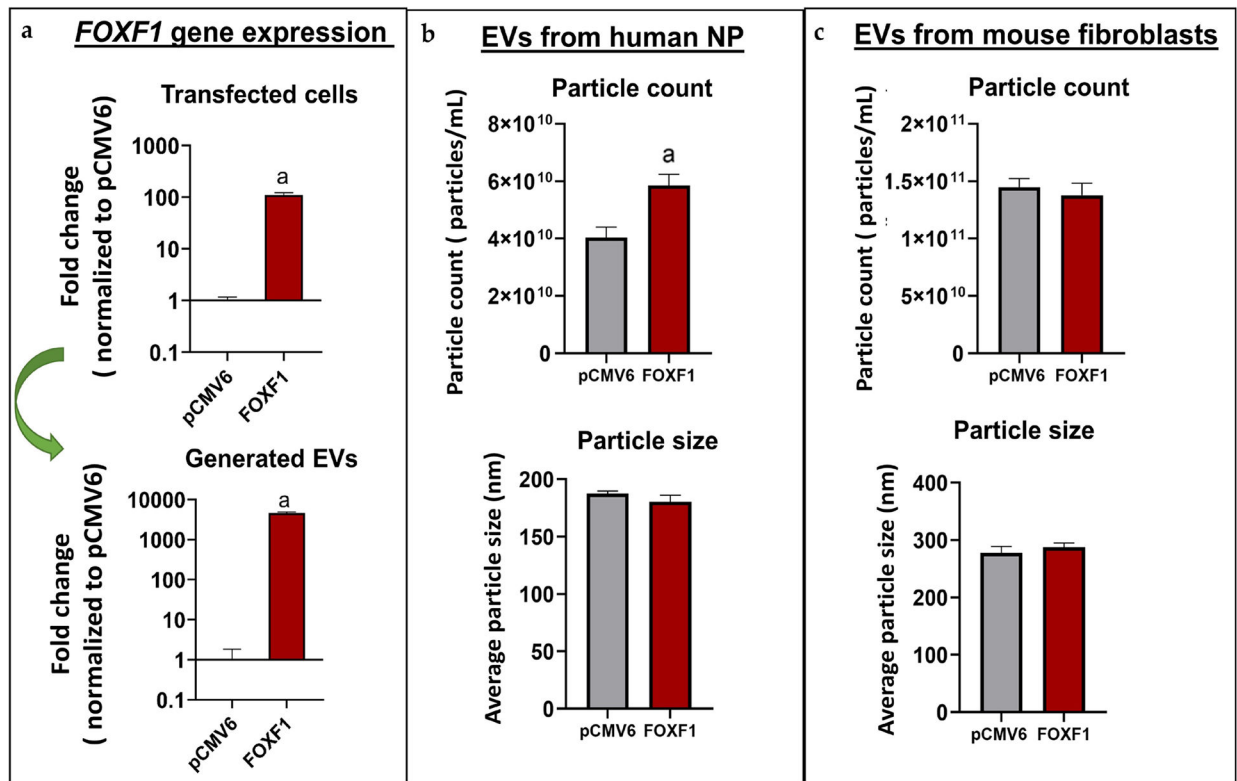 a
FOXF1 gene expression
Transfected cells
Fold change
( normalized to pCMV6)
1000
100
10
1
0.1
a
pCMV6
FOXF1
Generated EVs
Fold change
( normalized to pCMV6)
10000
1000
100
10
1
0.1
a
pCMV6
FOXF1
b
EVs from human NP
Particle count
Particle count ( particles/mL)
8×10¹⁰
6×10¹⁰
4×10¹⁰
2×10¹⁰
0
a
pCMV6 FOXF1
Particle size
Average particle size (nm)
200
150
100
50
0
pCMV6 FOXF1
c
EVs from mouse fibroblasts
Particle count
Particle count ( particles/mL)
2×10¹¹
1.5×10¹¹
1×10¹¹
5×10¹⁰
0
pCMV6 FOXF1
Particle size
Average particle size (nm)
400
300
200
100
0
pCMV6 FOXF1